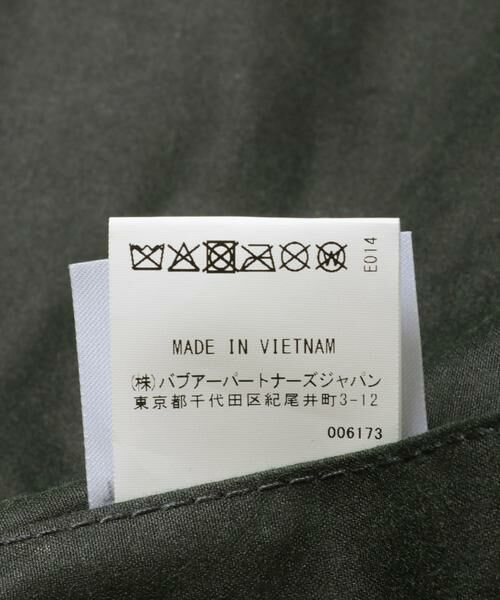 E014
MADE IN VIETNAM
(株)バブアーパートナーズジャパン
東京都千代田区紀尾井町3-12
006173